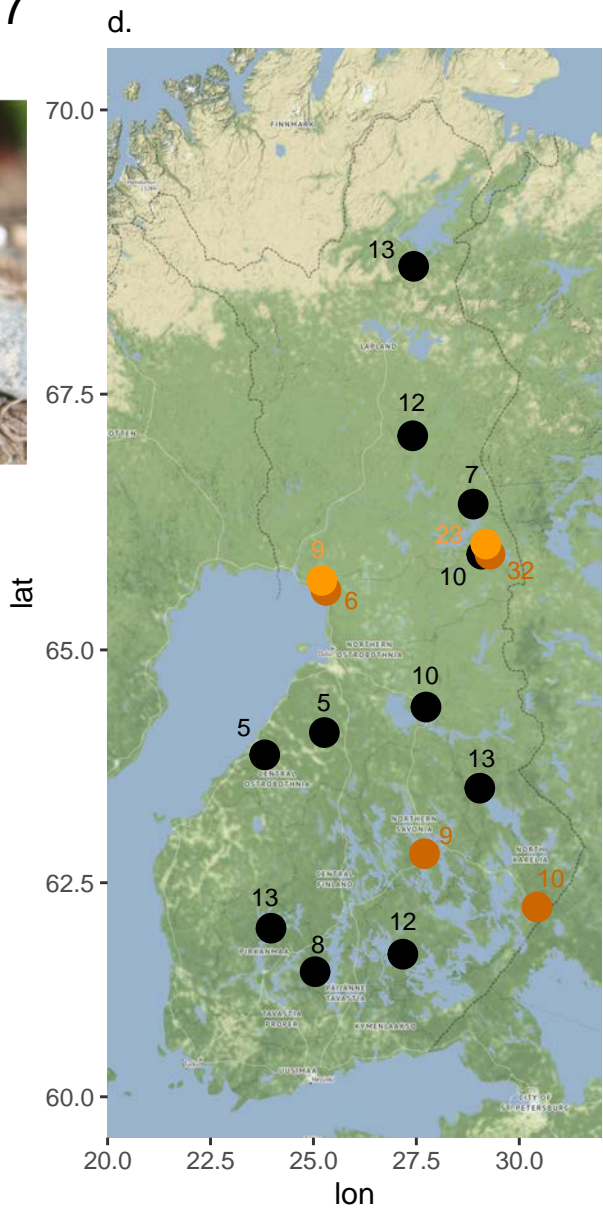 7
d.
70.0
FINNMARK
13
LAPLAND
67.5
12
OTTEN
7
23
9
32
10
6
lat
65.0
NORTHERN
OSTROBOTHNIA
10
5
5
13
CENTRAL
OSTROBOTHNIA
NORTHERN
SAVONIA
9
NORTH
KARELIA
CENTRAL
FINLAND
62.5
10
13
12
8
PIRKANMAA
PÄIJÄNNE
TAVASTIA
TAVASTIA
PROPER
KYMENLAAKSO
UUSIMAA
Helsinki
60.0
CITY OF
ST. PETERSBURG
20.0 22.5 25.0 27.5 30.0
lon